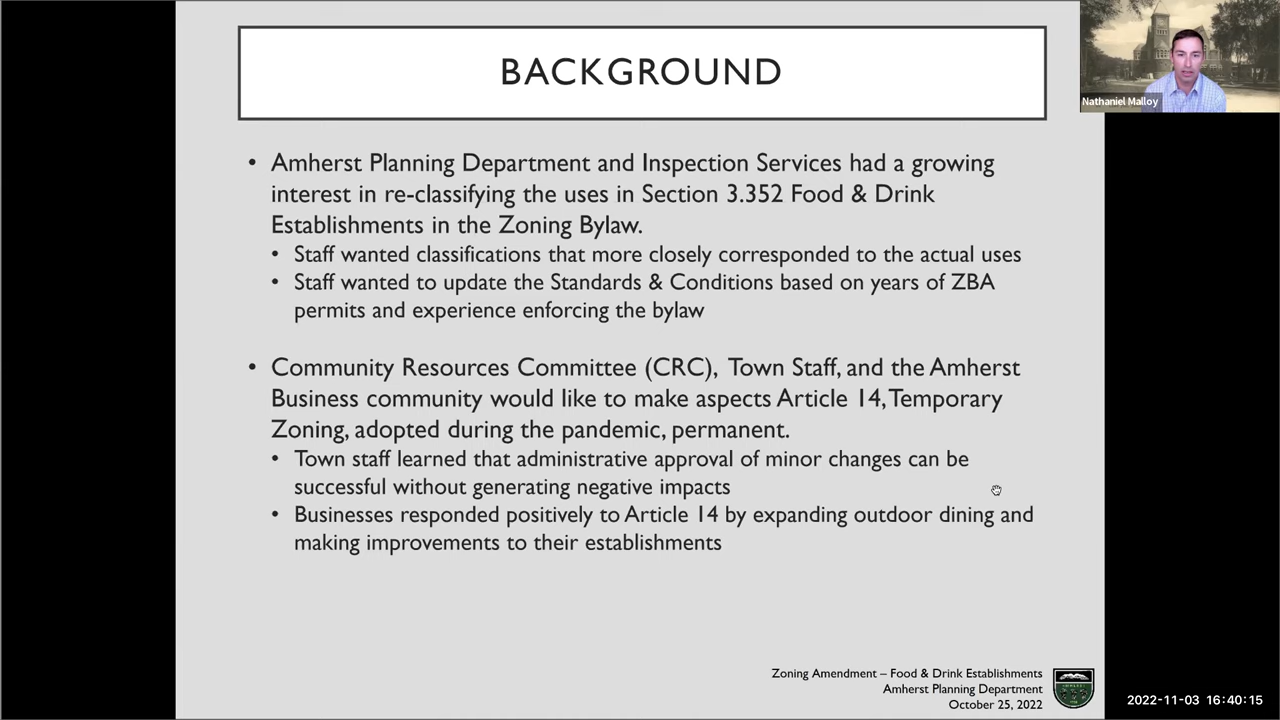 BACKGROUND
Nathaniel Malloy
• Amherst Planning Department and Inspection Services had a growing
interest in re-classifying the uses in Section 3.352 Food & Drink
Establishments in the Zoning Bylaw.
• Staff wanted classifications that more closely corresponded to the actual uses
• Staff wanted to update the Standards & Conditions based on years of ZBA
permits and experience enforcing the bylaw
• Community Resources Committee (CRC), Town Staff, and the Amherst
Business community would like to make aspects Article 14, Temporary
Zoning, adopted during the pandemic, permanent.
• Town staff learned that administrative approval of minor changes can be
successful without generating negative impacts
• Businesses responded positively to Article 14 by expanding outdoor dining and
making improvements to their establishments
Zoning Amendment – Food & Drink Establishments
Amherst Planning Department
October 25, 2022
2022-11-03 16:40:15